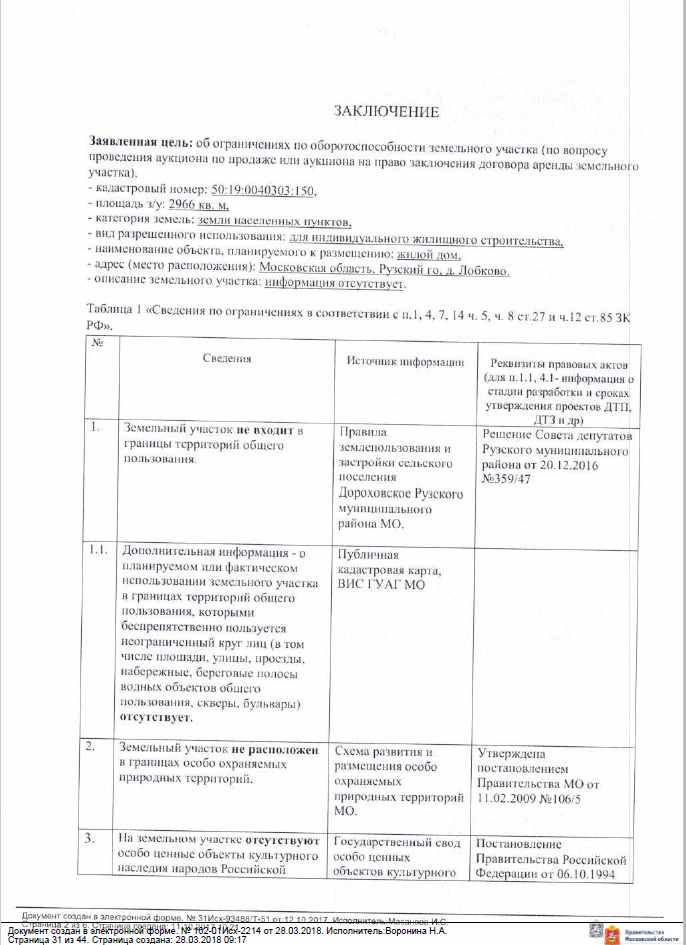 ЗАКЛЮЧЕНИЕ
Заявленная цель: об ограничениях по оборотоспособности земельного участка (по вопросу
проведения аукциона по продаже или аукциона на право заключения договора аренды земельного
участка).
- кадастровый номер: 50:19:0040303:150,
- площадь з/у: 2966 кв. м,
- категория земель: земли населенных пунктов,
- вид разрешенного использования: для индивидуального жилищного строительства,
- наименование объекта, планируемого к размещению: жилой дом,
- адрес (место расположения): Московская область, Рузский го, д. Лобково.
- описание земельного участка: информация отсутствует.
Таблица 1 «Сведения по ограничениях в соответствии с п.1, 4, 7, 14 ч. 5, ч. 8 ст.27 и ч.12 ст.85 ЗК
РФ».
№
Сведения
Источник информации
Реквизиты правовых актов
(для п.1.1, 4.1- информация о
стадии разработки и сроках
утверждения проектов ДТП,
ДТЗ и др)
1.
Земельный участок не входит в
границы территорий общего
пользования.
Правила
землепользования и
застройки сельского
поселения
Дороховское Рузского
муниципального
района МО.
Решение Совета депутатов
Рузского муниципального
района от 20.12.2016
№359/47
1.1.
Дополнительная информация - о
планируемом или фактическом
использовании земельного участка
в границах территорий общего
пользования, которыми
беспрепятственно пользуется
неограниченный круг лиц (в том
числе площади, улицы, проезды,
набережные, береговые полосы
водных объектов общего
пользования, скверы, бульвары)
отсутствует.
Публичная
кадастровая карта,
ВИС ГУАГ МО
2.
Земельный участок не расположен
в границах особо охраняемых
природных территорий.
Схема развития и
размещения особо
охраняемых
природных территорий
МО.
Утверждена
постановлением
Правительства МО от
11.02.2009 №106/5
3.
На земельном участке отсутствуют
особо ценные объекты культурного
наследия народов Российской
Государственный свод
особо ценных
объектов культурного
Постановление
Правительства Российской
Федерации от 06.10.1994
Документ создан в электронной форме. № 31Исх-93488/Т-51 от 12.10.2017. Исполнитель:Масанова И.С.
Страница 2 из 6. Страница создана: 11.10.2017
Документ создан в электронной форме. № 162-01Исх-2214 от 28.03.2018. Исполнитель:Воронина Н.А.
Страница 31 из 44. Страница создана: 28.03.2018 09:17
Правительство
Московской области